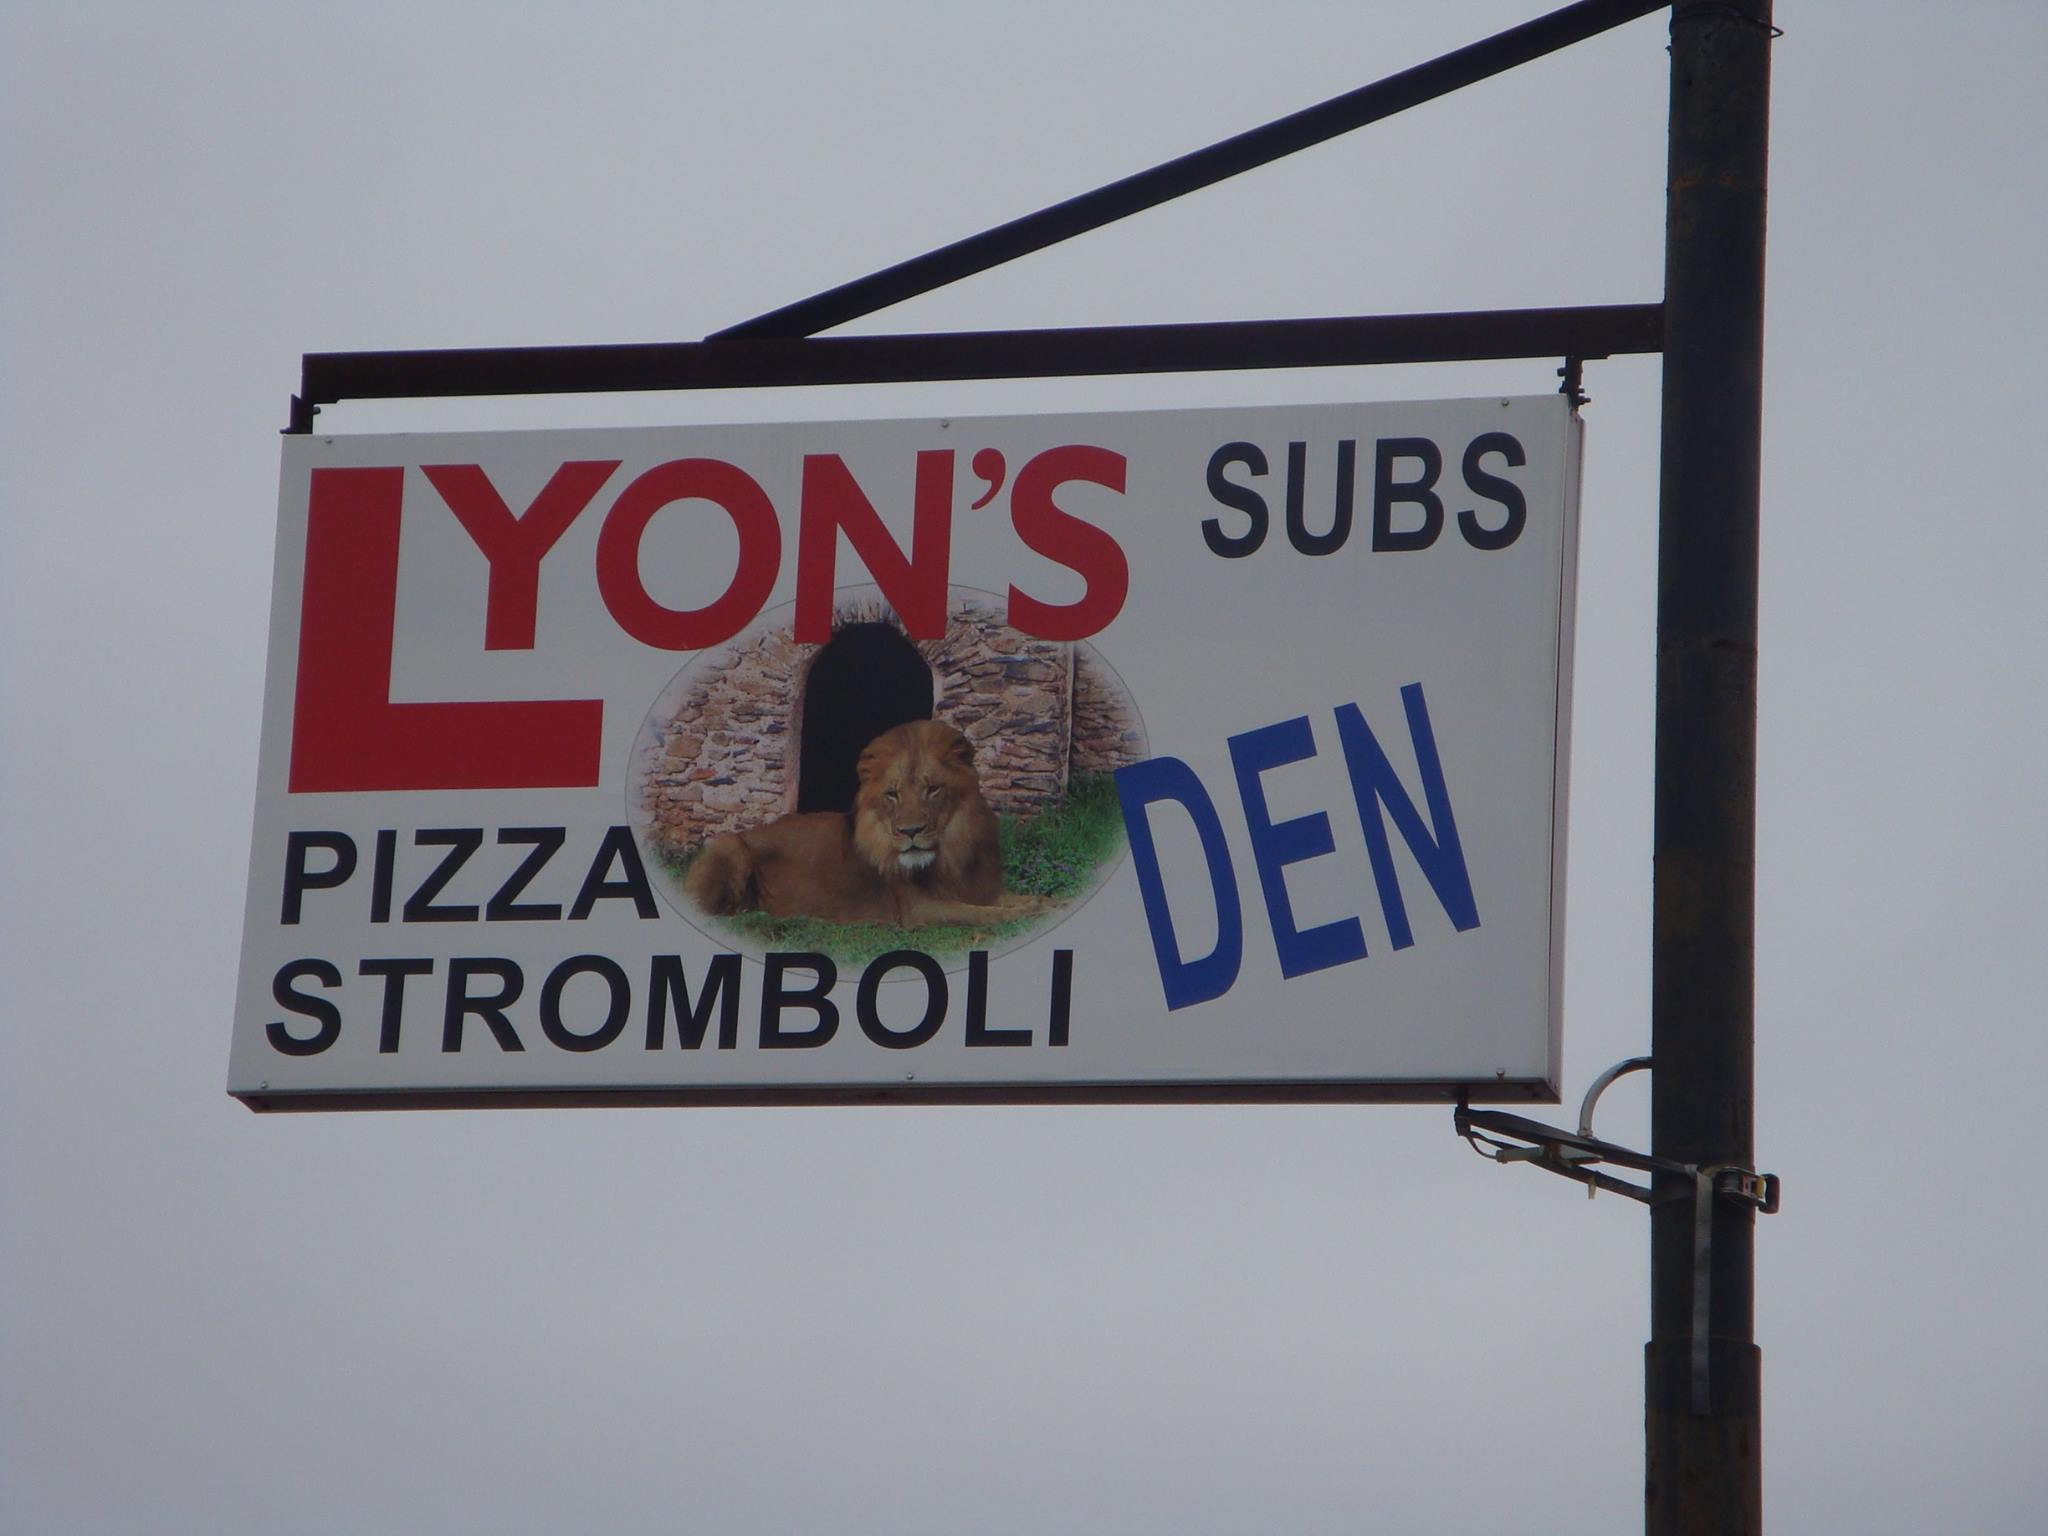 LYON'S
SUBS
DEN
PIZZA
STROMBOLI